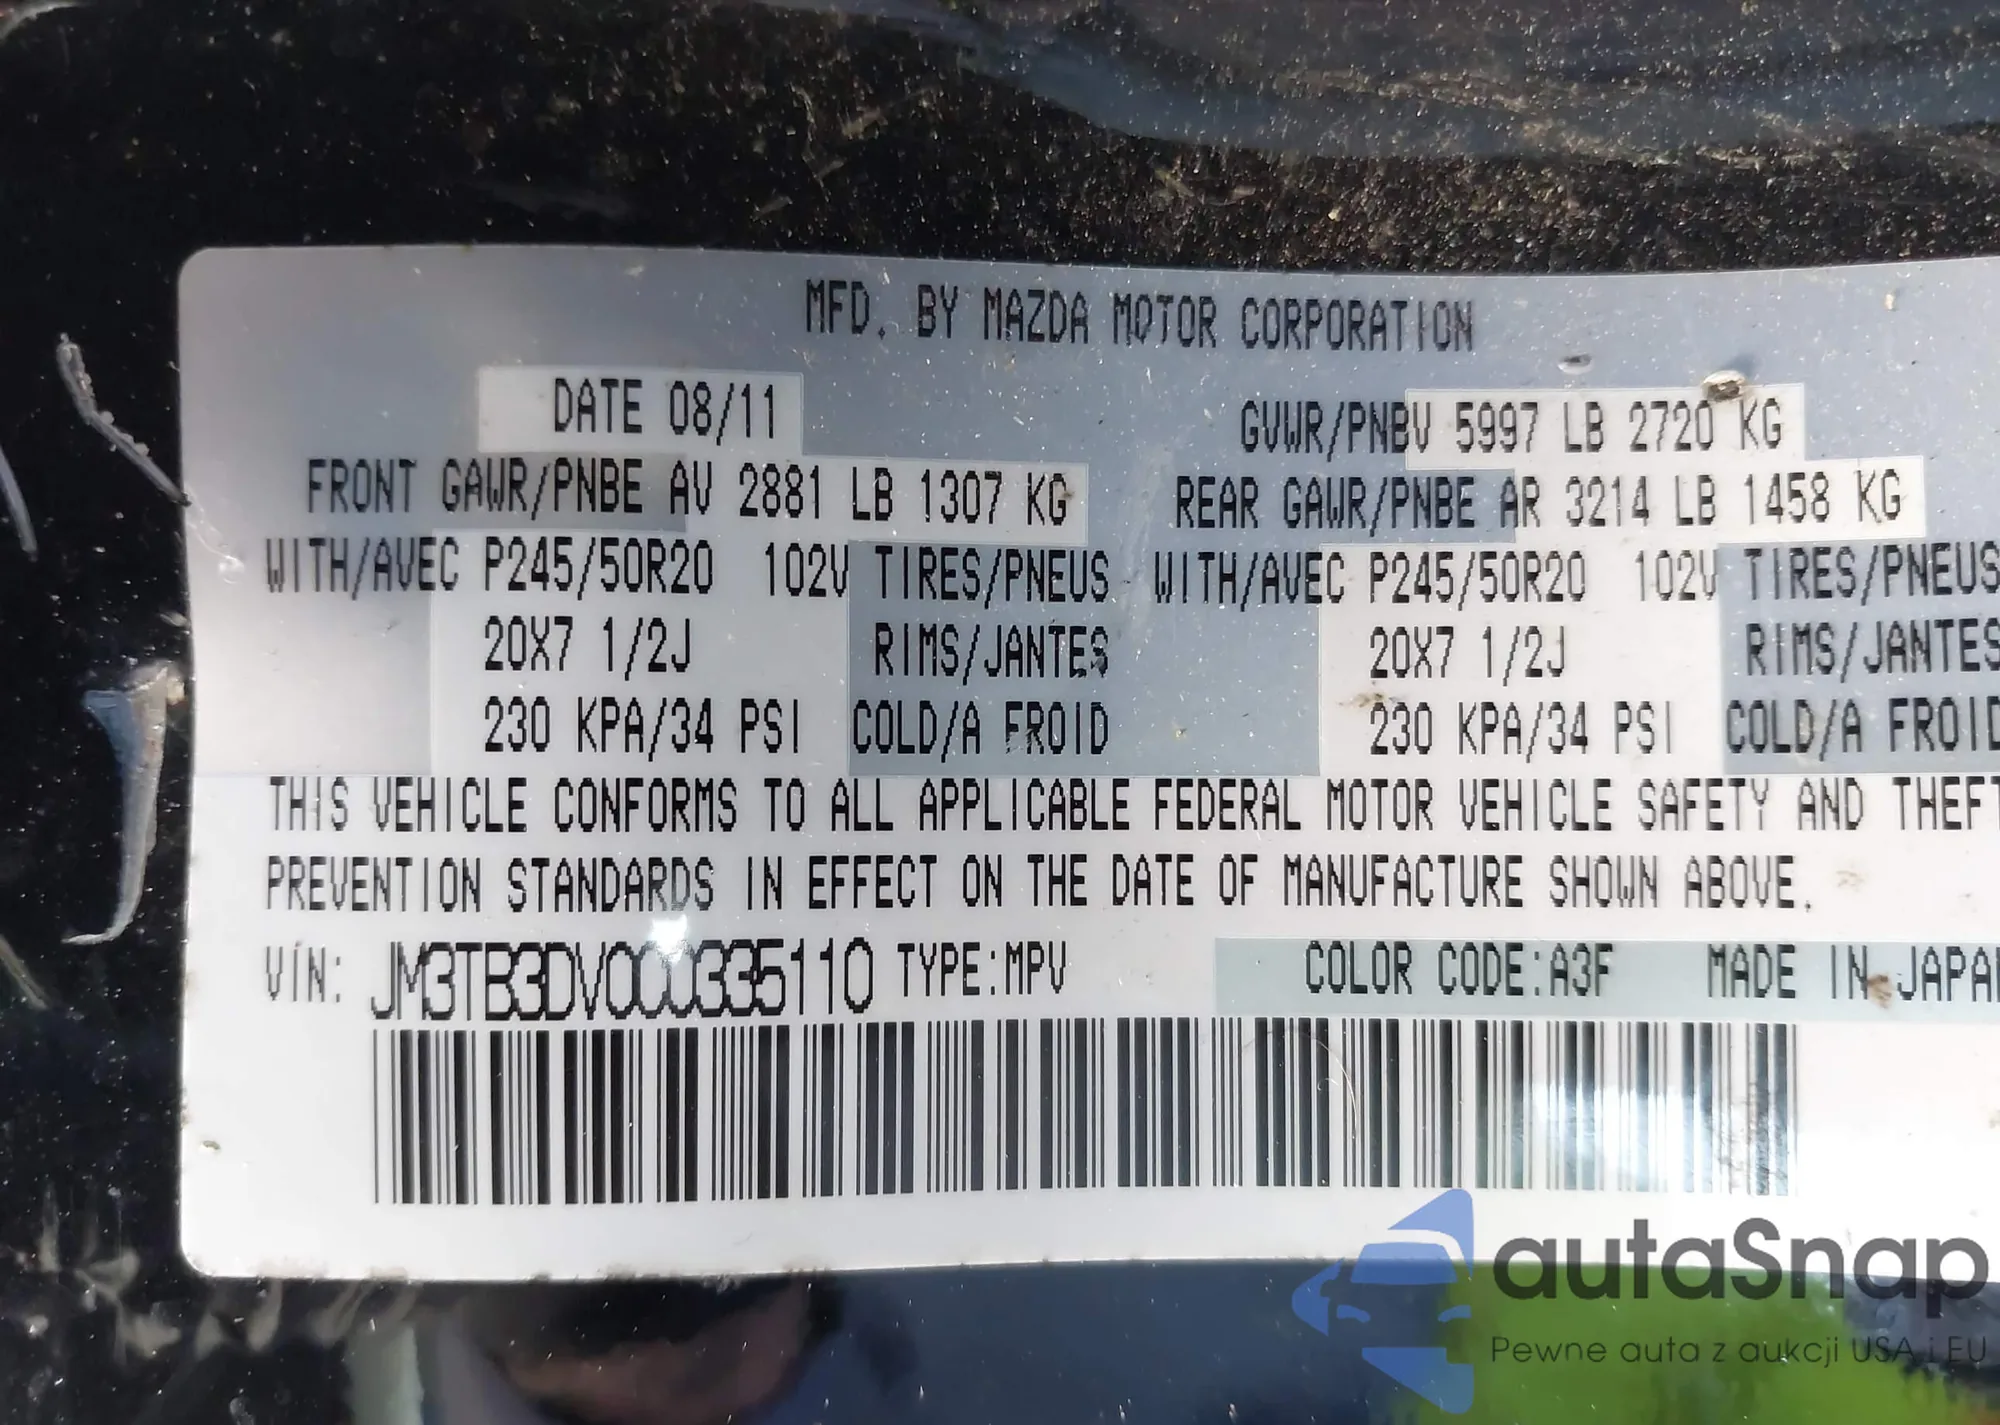 MFD. BY MAZDA MOTOR CORPORATION
DATE 08/11 GVWR/PNBV 5997 LB 2720 KG
FRONT GAWR/PNBE AV 2881 LB 1307 KG REAR GAWR/PNBE AR 3214 LB 1458 KG
WITH/AVEC P245/50R20 102V TIRES/PNEUS WITH/AVEC P245/50R20 102V TIRES/PNEUS
20X7 1/2J RIMS/JANTES 20X7 1/2J RIMS/JANTES
230 KPA/34 PSI COLD/A FROID 230 KPA/34 PSI COLD/A FROID
THIS VEHICLE CONFORMS TO ALL APPLICABLE FEDERAL MOTOR VEHICLE SAFETY AND THEFT
PREVENTION STANDARDS IN EFFECT ON THE DATE OF MANUFACTURE SHOWN ABOVE.
VIN: JM3TB3DV0C0335110 TYPE:MPV COLOR CODE:A3F MADE IN JAPAN
autaSnap
Pewne auta z aukcji USA i EU